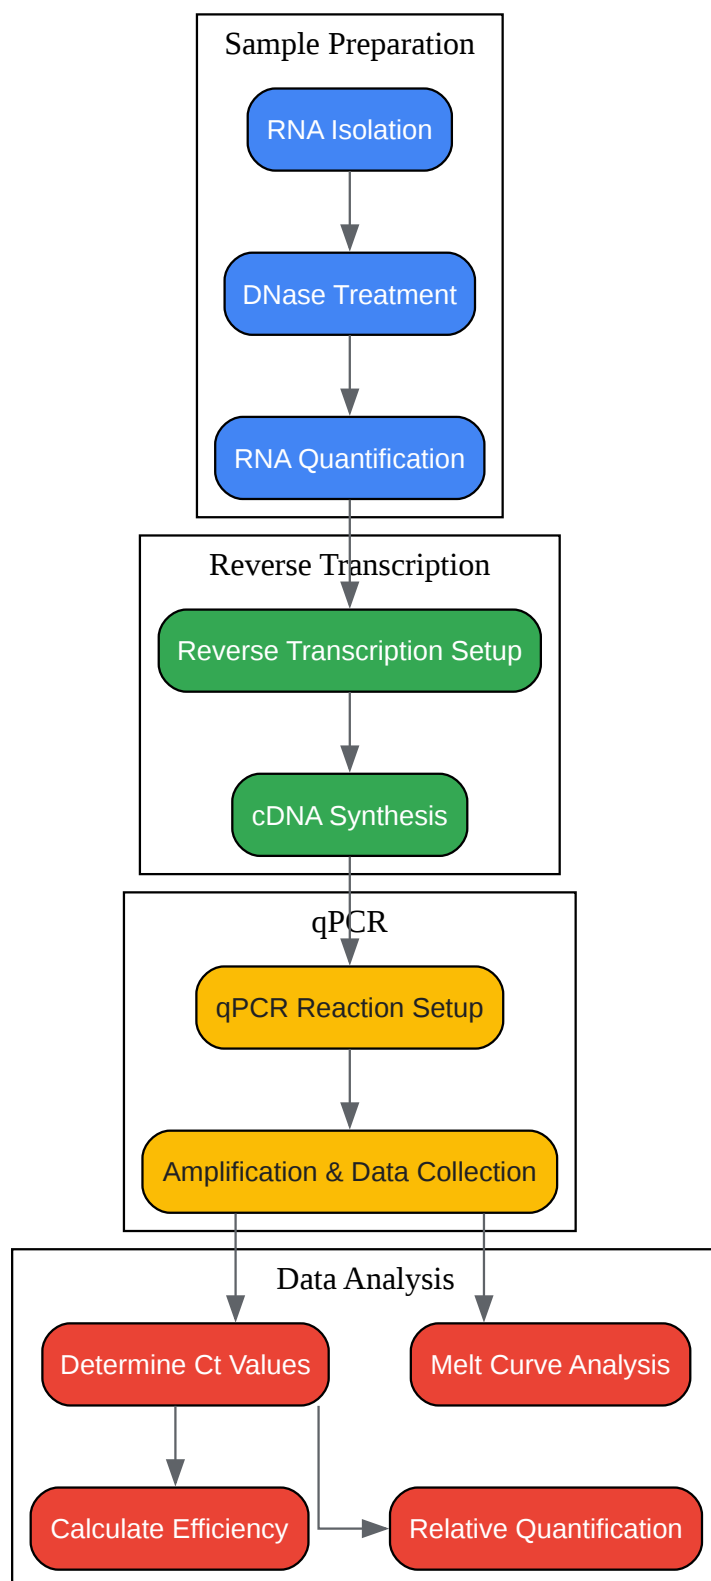 Sample Preparation
RNA Isolation
DNase Treatment
RNA Quantification
Reverse Transcription
Reverse Transcription Setup
cDNA Synthesis
qPCR
qPCR Reaction Setup
Amplification & Data Collection
Data Analysis
Determine Ct Values
Melt Curve Analysis
Calculate Efficiency
Relative Quantification